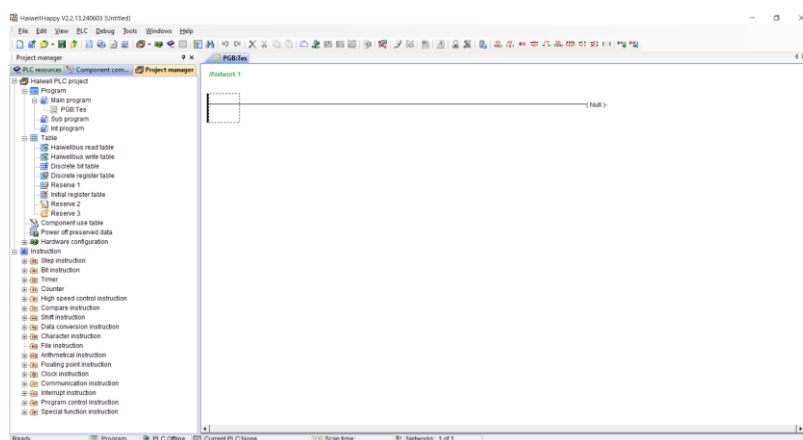 HaiwellHappy V2.2.13.240603 [Untitled]
File Edit View PLC Debug Tools Windows Help
Project manager
PGB:Tes
PLC resources Component com... Project manager
//Network 1
Haiwell PLC project
Program
Main program
PGB:Tes
( Null )-
Sub program
Int program
Table
Haiwellbus read table
Haiwellbus write table
Discrete bit table
Discrete register table
Reserve 1
Initial register table
Reserve 2
Reserve 3
Component use table
Power off preserved data
Hardware configuration
Instruction
Step instruction
Bit instruction
Timer
Counter
High speed control instruction
Compare instruction
Shift instruction
Data conversion instruction
Character instruction
File instruction
Arithmetical instruction
Floating point instruction
Clock instruction
Communication instruction
Interrupt instruction
Program control instruction
Special function instruction
Ready Program PLC Offline Current PLC:None Scan time: Networks: 1 of 1